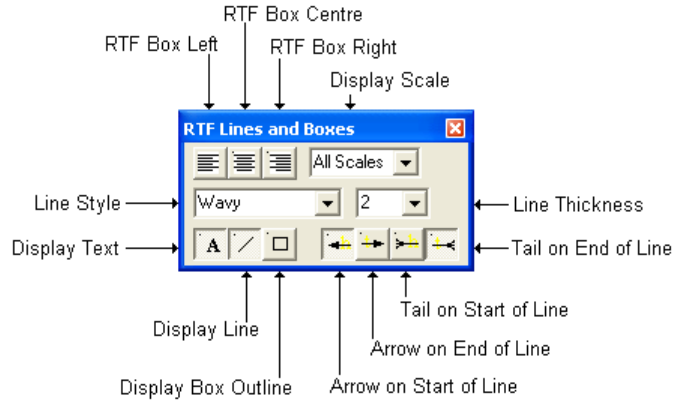 RTF Box Centre
RTF Box Left
RTF Box Right
Display Scale
RTF Lines and Boxes
All Scales
Line Style
Wavy
2
Line Thickness
Display Text
A
Tail on End of Line
Tail on Start of Line
Display Line
Arrow on End of Line
Display Box Outline
Arrow on Start of Line